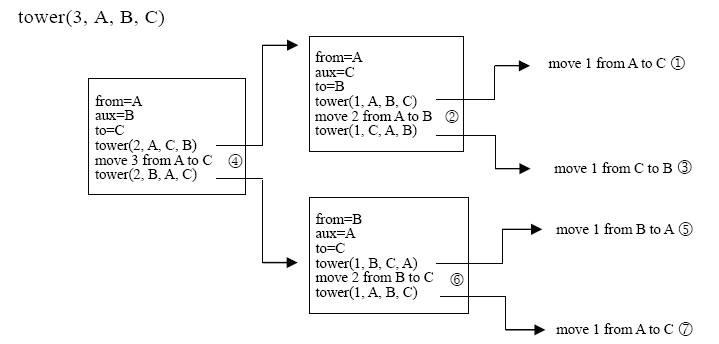 tower(3, A, B, C)
from=A
aux=B
to=C
tower(2, A, C, B)
move 3 from A to C ④
tower(2, B, A, C)
from=A
aux=C
to=B
tower(1, A, B, C)
move 2 from A to B ②
tower(1, C, A, B)
move 1 from A to C ①
move 1 from C to B ③
from=B
aux=A
to=C
tower(1, B, C, A)
move 2 from B to C ⑥
tower(1, A, B, C)
move 1 from B to A ⑤
move 1 from A to C ⑦